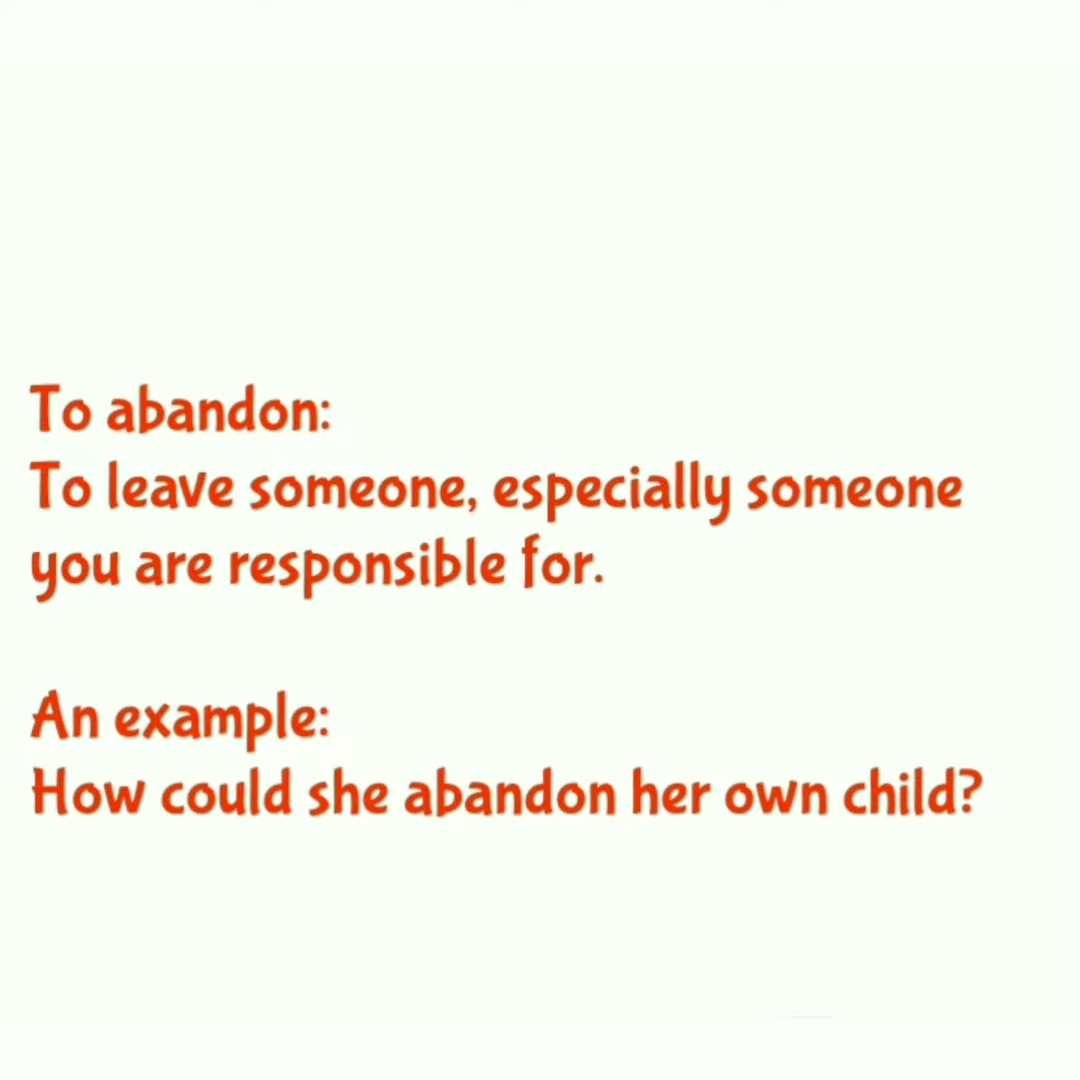 To abandon:
To leave someone, especially someone
you are responsible for.
An example:
How could she abandon her own child?